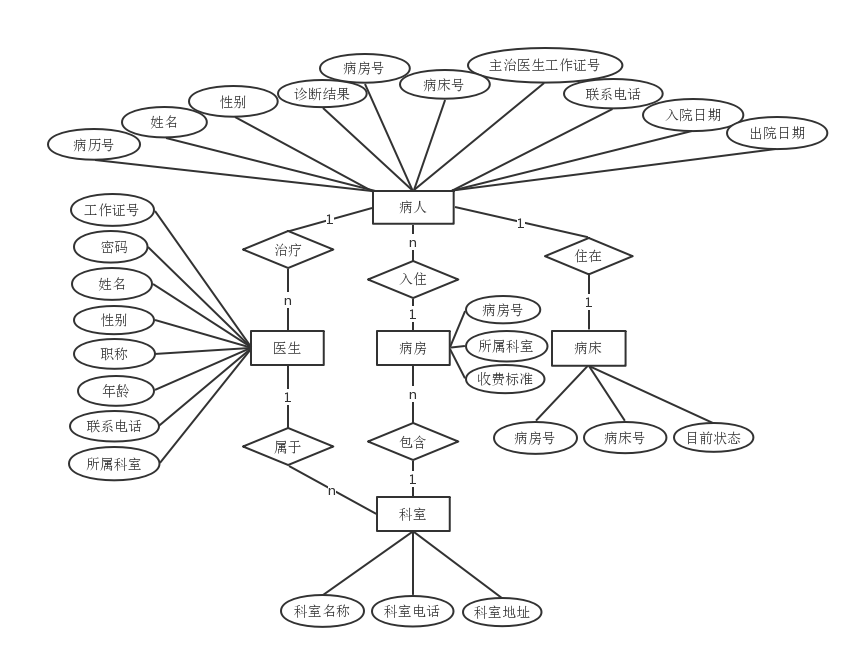 病房号
主治医生工作证号
病床号
诊断结果
联系电话
性别
姓名
入院日期
出院日期
病历号
病人
工作证号
1
1
密码
n
治疗
住在
入住
姓名
n
1
1
病房号
性别
医生
病房
所属科室
病床
职称
收费标准
年龄
1
n
联系电话
病房号
病床号
目前状态
属于
包含
所属科室
1
n
科室
科室名称
科室电话
科室地址